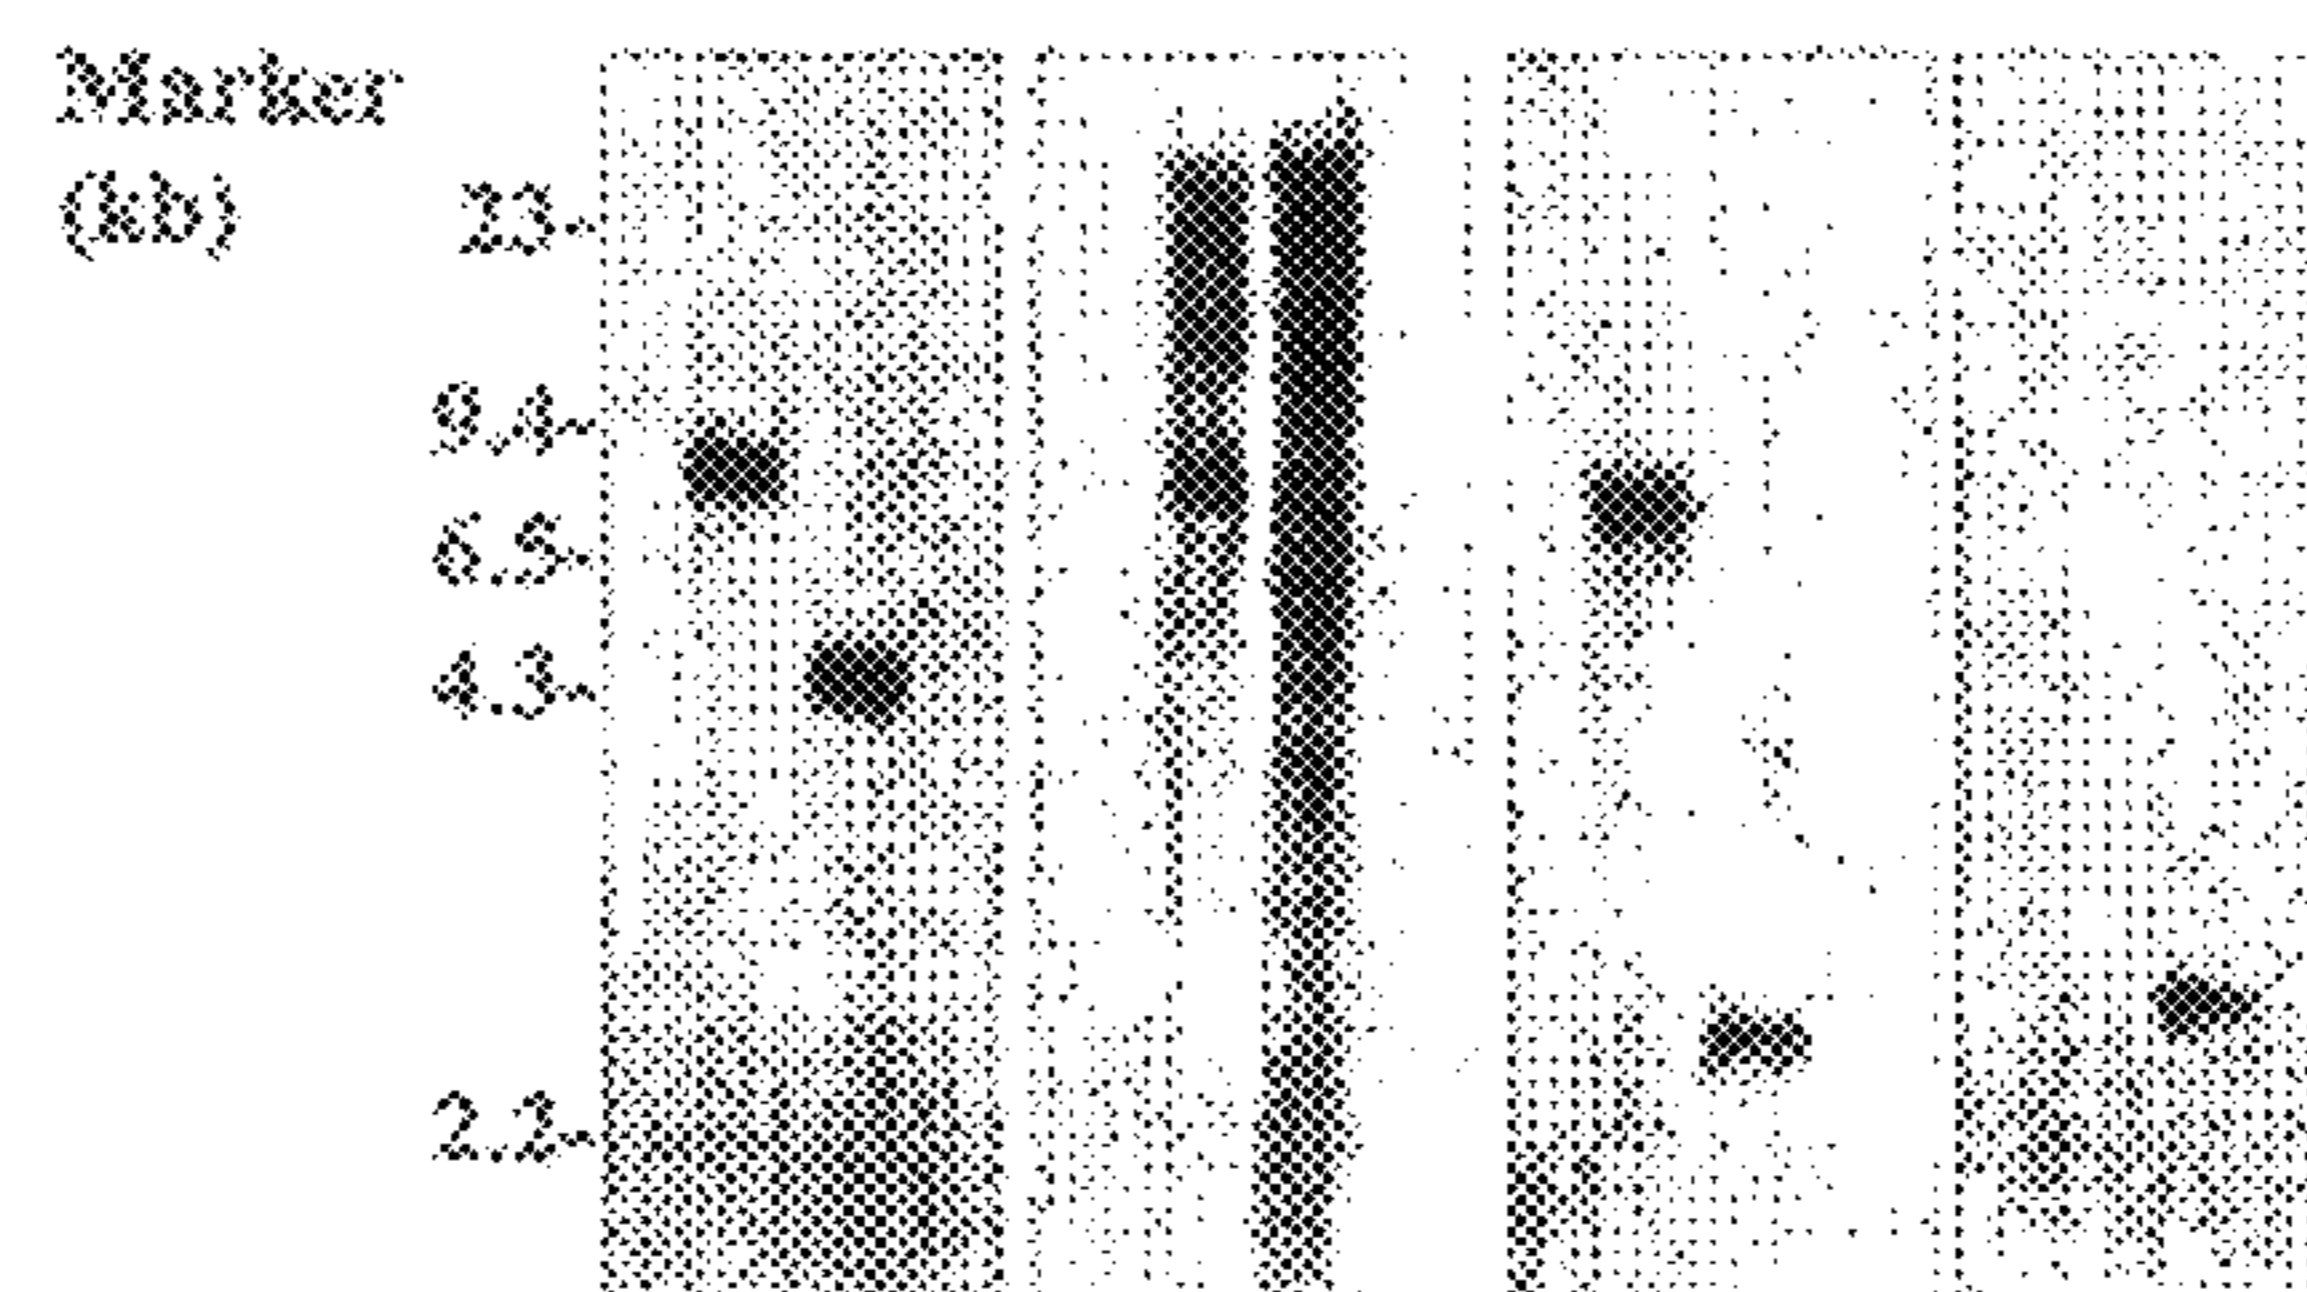 Marker
(kb) 23-
9.4-
6.5-
4.3-
2.2-